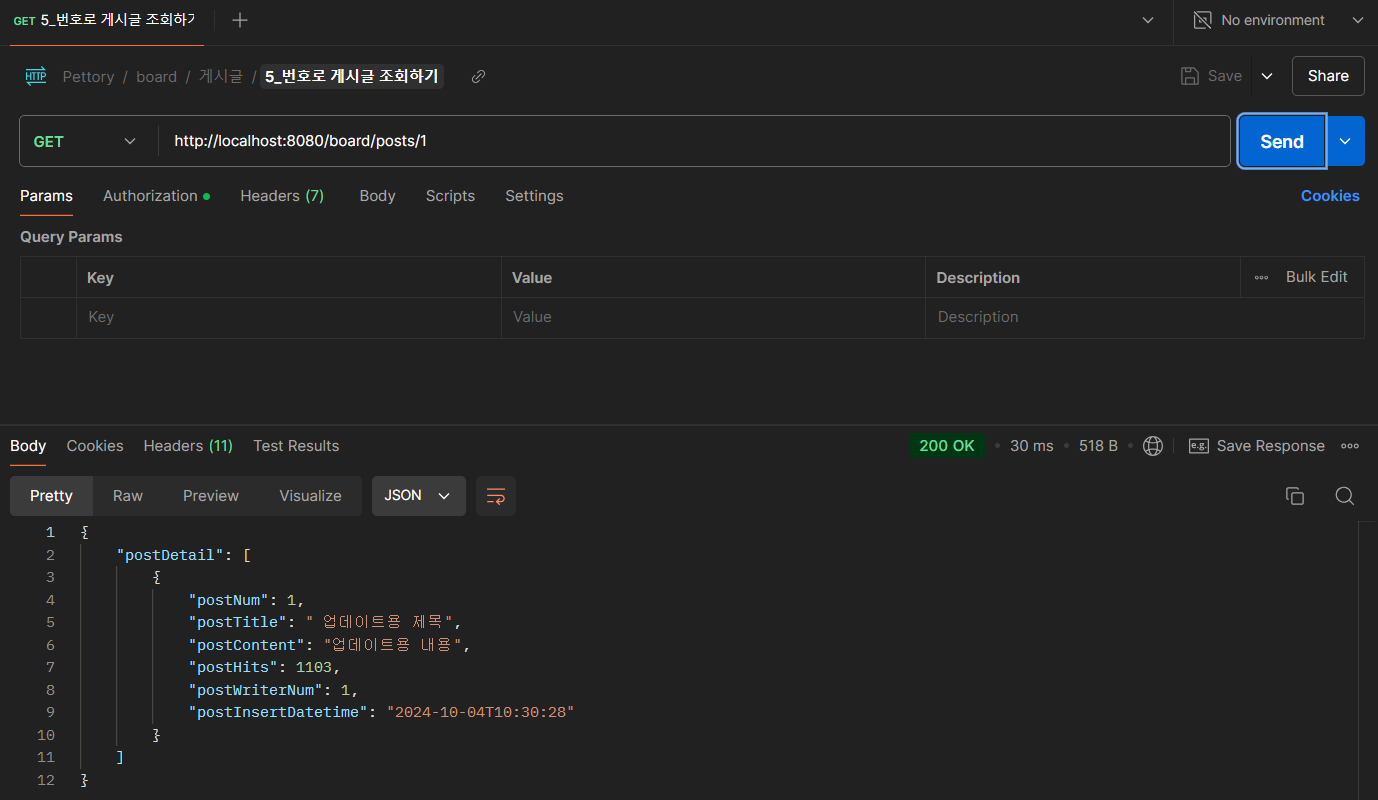 GET 5_번호로 게시글 조회하기
No environment
HTTP Pettory / board / 게시글 / 5_번호로 게시글 조회하기
Save
Share
GET http://localhost:8080/board/posts/1 Send
Params Authorization Headers (7) Body Scripts Settings Cookies
Query Params
Key Value Description Bulk Edit
Key Value Description
Body Cookies Headers (11) Test Results 200 OK 30 ms 518 B e.g. Save Response
Pretty Raw Preview Visualize JSON
1 {
2 "postDetail": [
3 {
4 "postNum": 1,
5 "postTitle": " 업데이트용 제목",
6 "postContent": "업데이트용 내용",
7 "postHits": 1103,
8 "postWriterNum": 1,
9 "postInsertDatetime": "2024-10-04T10:30:28"
10 }
11 ]
12 }